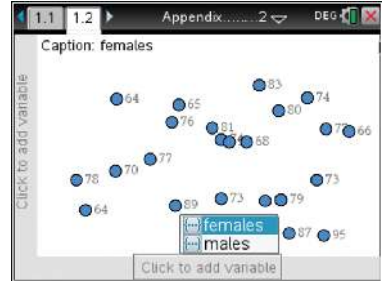 1.1 1.2 Appendix........2 DEG
Caption: females
Click to add variable
83
64 74
65 80
76
81 77 66
68
77
70
78 73
73 79
64 89
females
87 95
males
Click to add variable